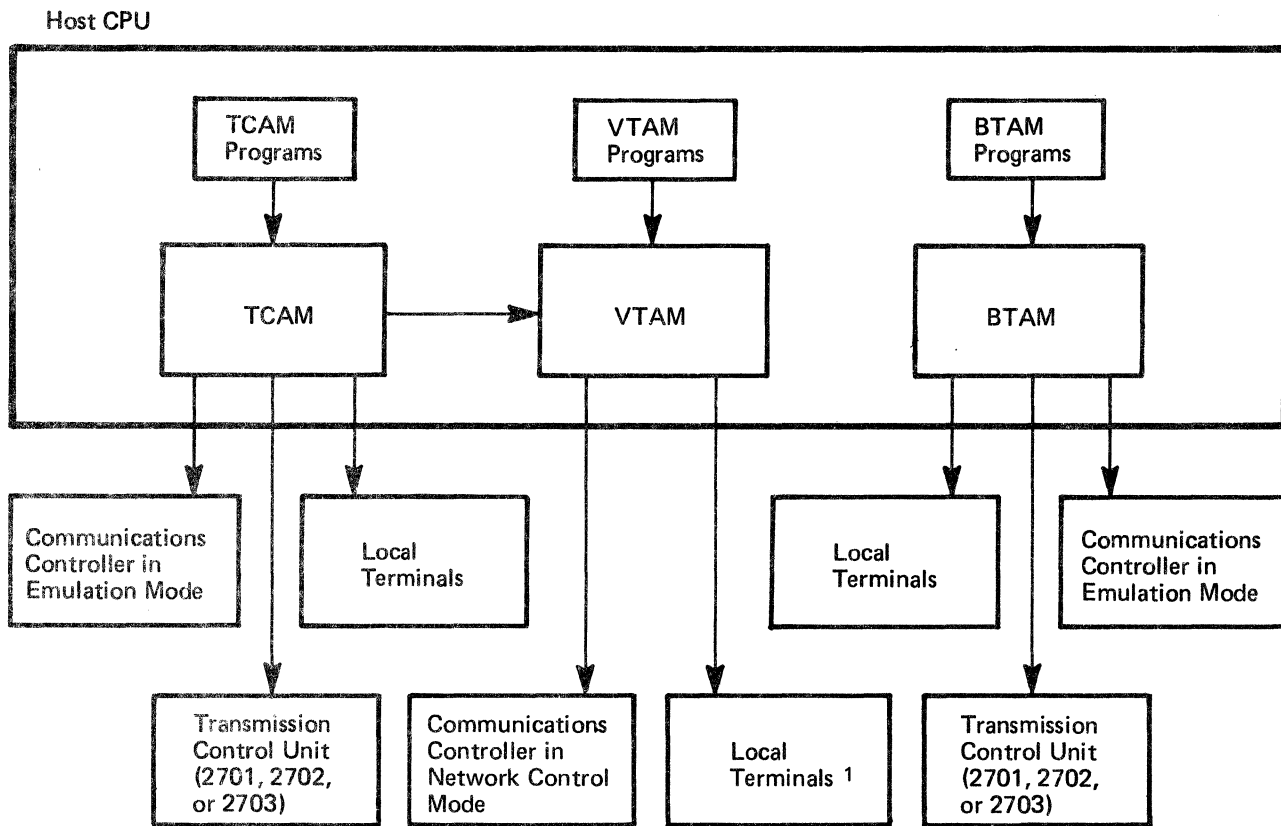 Host CPU
TCAM
Programs
VTAM
Programs
BTAM
Programs
TCAM
VTAM
BTAM
Communications
Controller in
Emulation Mode
Local
Terminals
Local
Terminals
Communications
Controller in
Emulation Mode
Transmission
Control Unit
(2701, 2702,
or 2703)
Communications
Controller in
Network Control
Mode
Local
Terminals 1
Transmission
Control Unit
(2701, 2702,
or 2703)